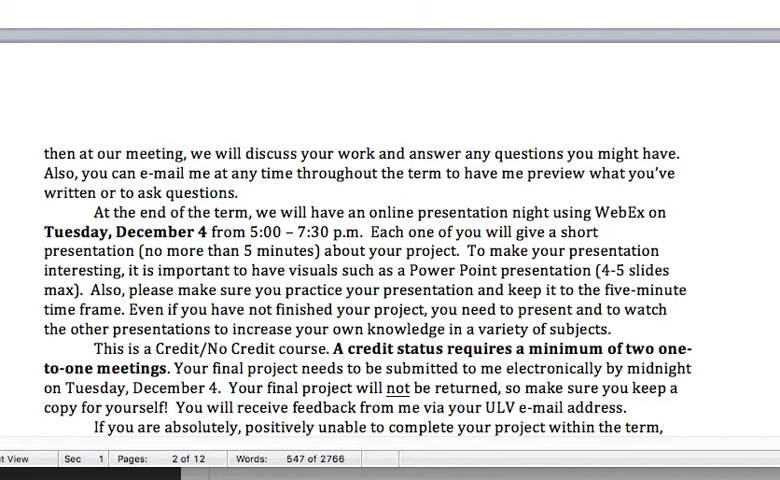 then at our meeting, we will discuss your work and answer any questions you might have.
Also, you can e-mail me at any time throughout the term to have me preview what you've
written or to ask questions.
At the end of the term, we will have an online presentation night using WebEx on
Tuesday, December 4 from 5:00 – 7:30 p.m. Each one of you will give a short
presentation (no more than 5 minutes) about your project. To make your presentation
interesting, it is important to have visuals such as a Power Point presentation (4-5 slides
max). Also, please make sure you practice your presentation and keep it to the five-minute
time frame. Even if you have not finished your project, you need to present and to watch
the other presentations to increase your own knowledge in a variety of subjects.
This is a Credit/No Credit course. A credit status requires a minimum of two one-
to-one meetings. Your final project needs to be submitted to me electronically by midnight
on Tuesday, December 4. Your final project will not be returned, so make sure you keep a
copy for yourself! You will receive feedback from me via your ULV e-mail address.
If you are absolutely, positively unable to complete your project within the term,
t View Sec 1 Pages: 2 of 12 Words: 547 of 2766